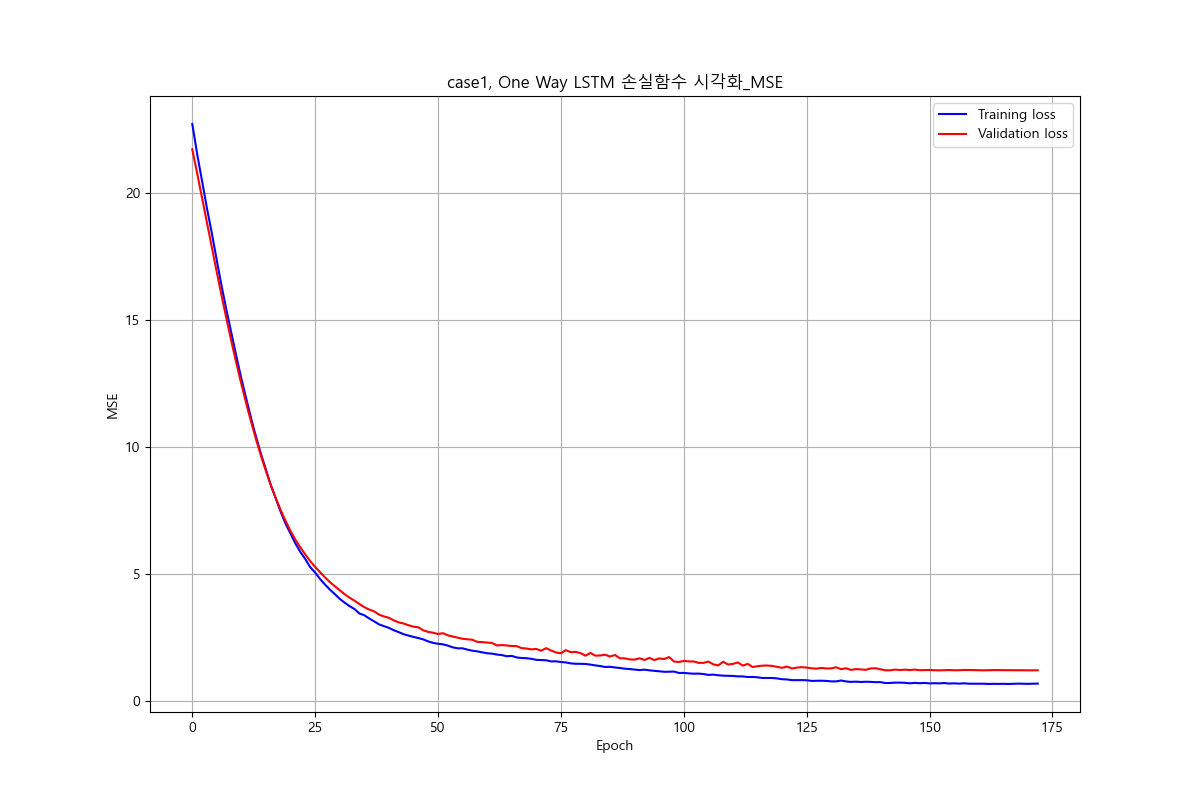 case1, One Way LSTM 손실함수 시각화_MSE
Training loss
Validation loss
MSE
20
15
10
5
0
0 25 50 75 100 125 150 175
Epoch